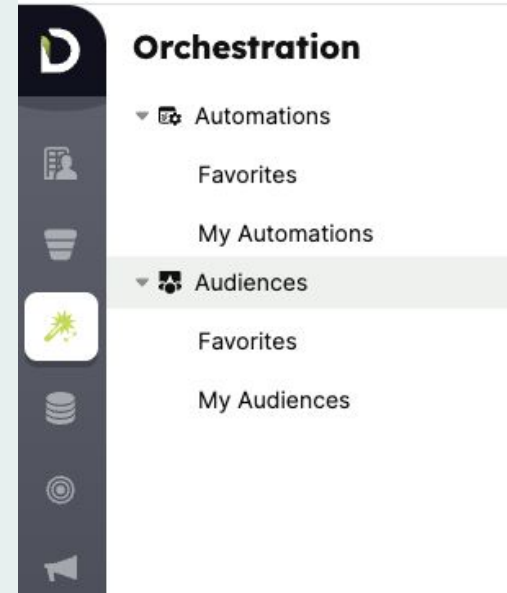 Orchestration
Automations
Favorites
My Automations
Audiences
Favorites
My Audiences